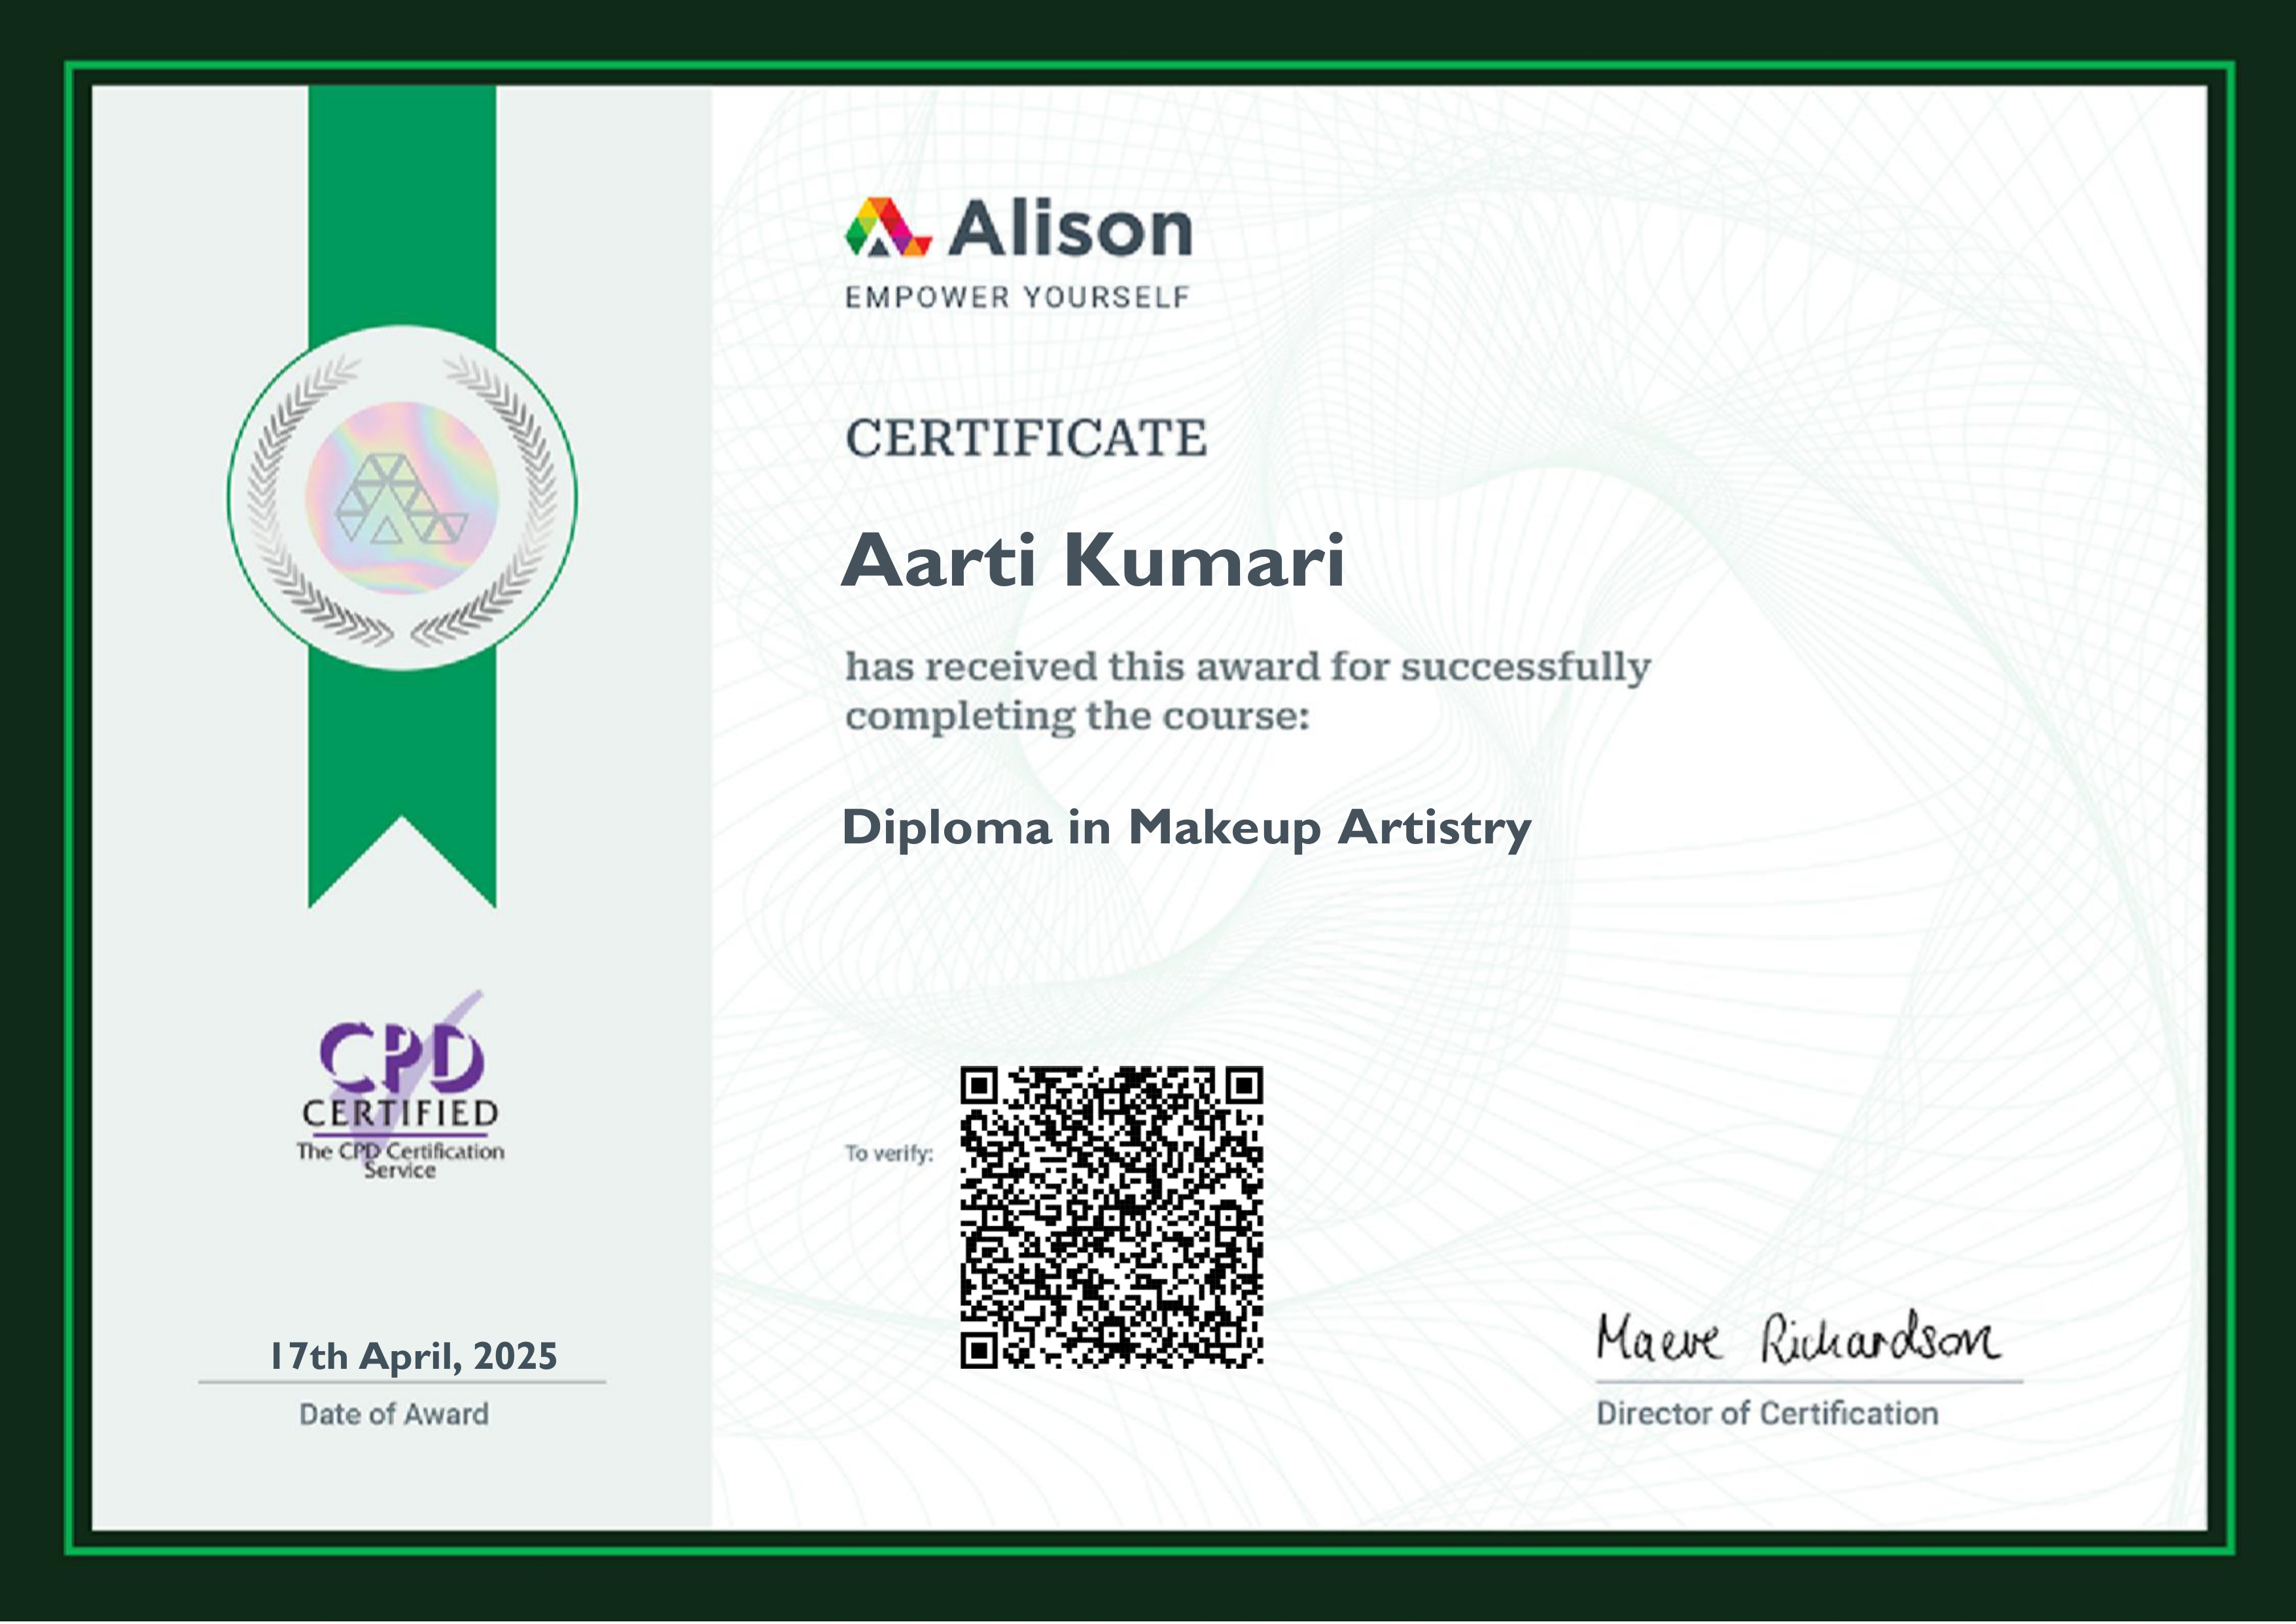 Alison
EMPOWER YOURSELF
CERTIFICATE
Aarti Kumari
has received this award for successfully
completing the course:
Diploma in Makeup Artistry
CPD
CERTIFIED
The CPD Certification
Service
To verify:
17th April, 2025
Date of Award
Maeve Richardson
Director of Certification